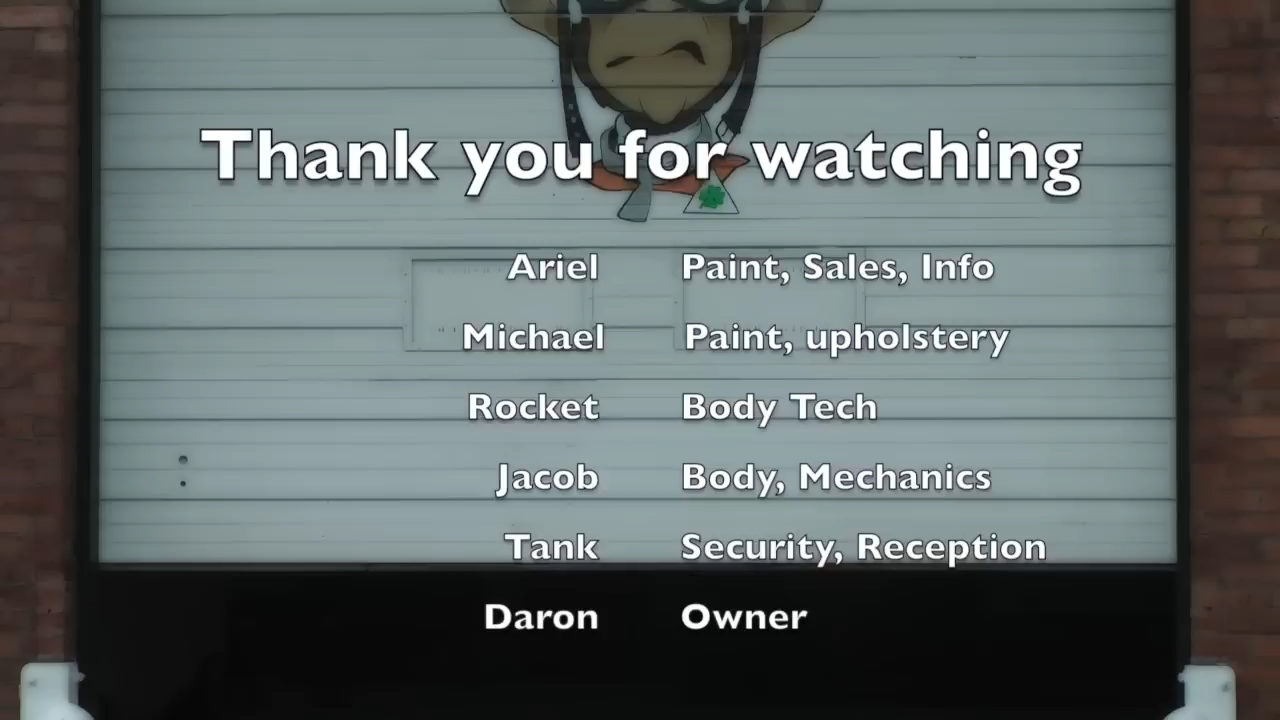 Thank you for watching
Ariel Paint, Sales, Info
Michael Paint, upholstery
Rocket Body Tech
Jacob Body, Mechanics
Tank Security, Reception
Daron Owner